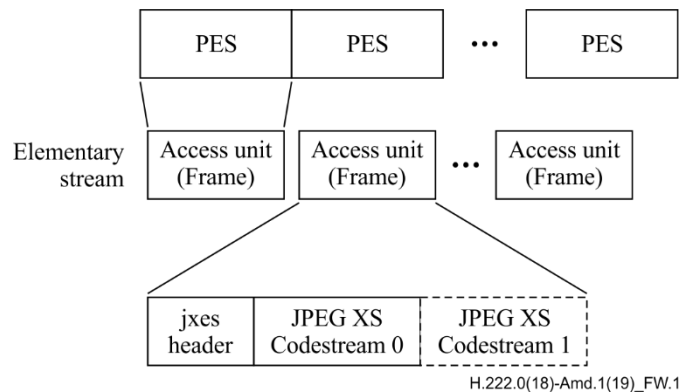 PES PES ••• PES
Elementary
stream
Access unit
(Frame)
Access unit
(Frame)
•••
Access unit
(Frame)
jxes
header
JPEG XS
Codestream 0
JPEG XS
Codestream 1
H.222.0(18)-Amd.1(19)_FW.1